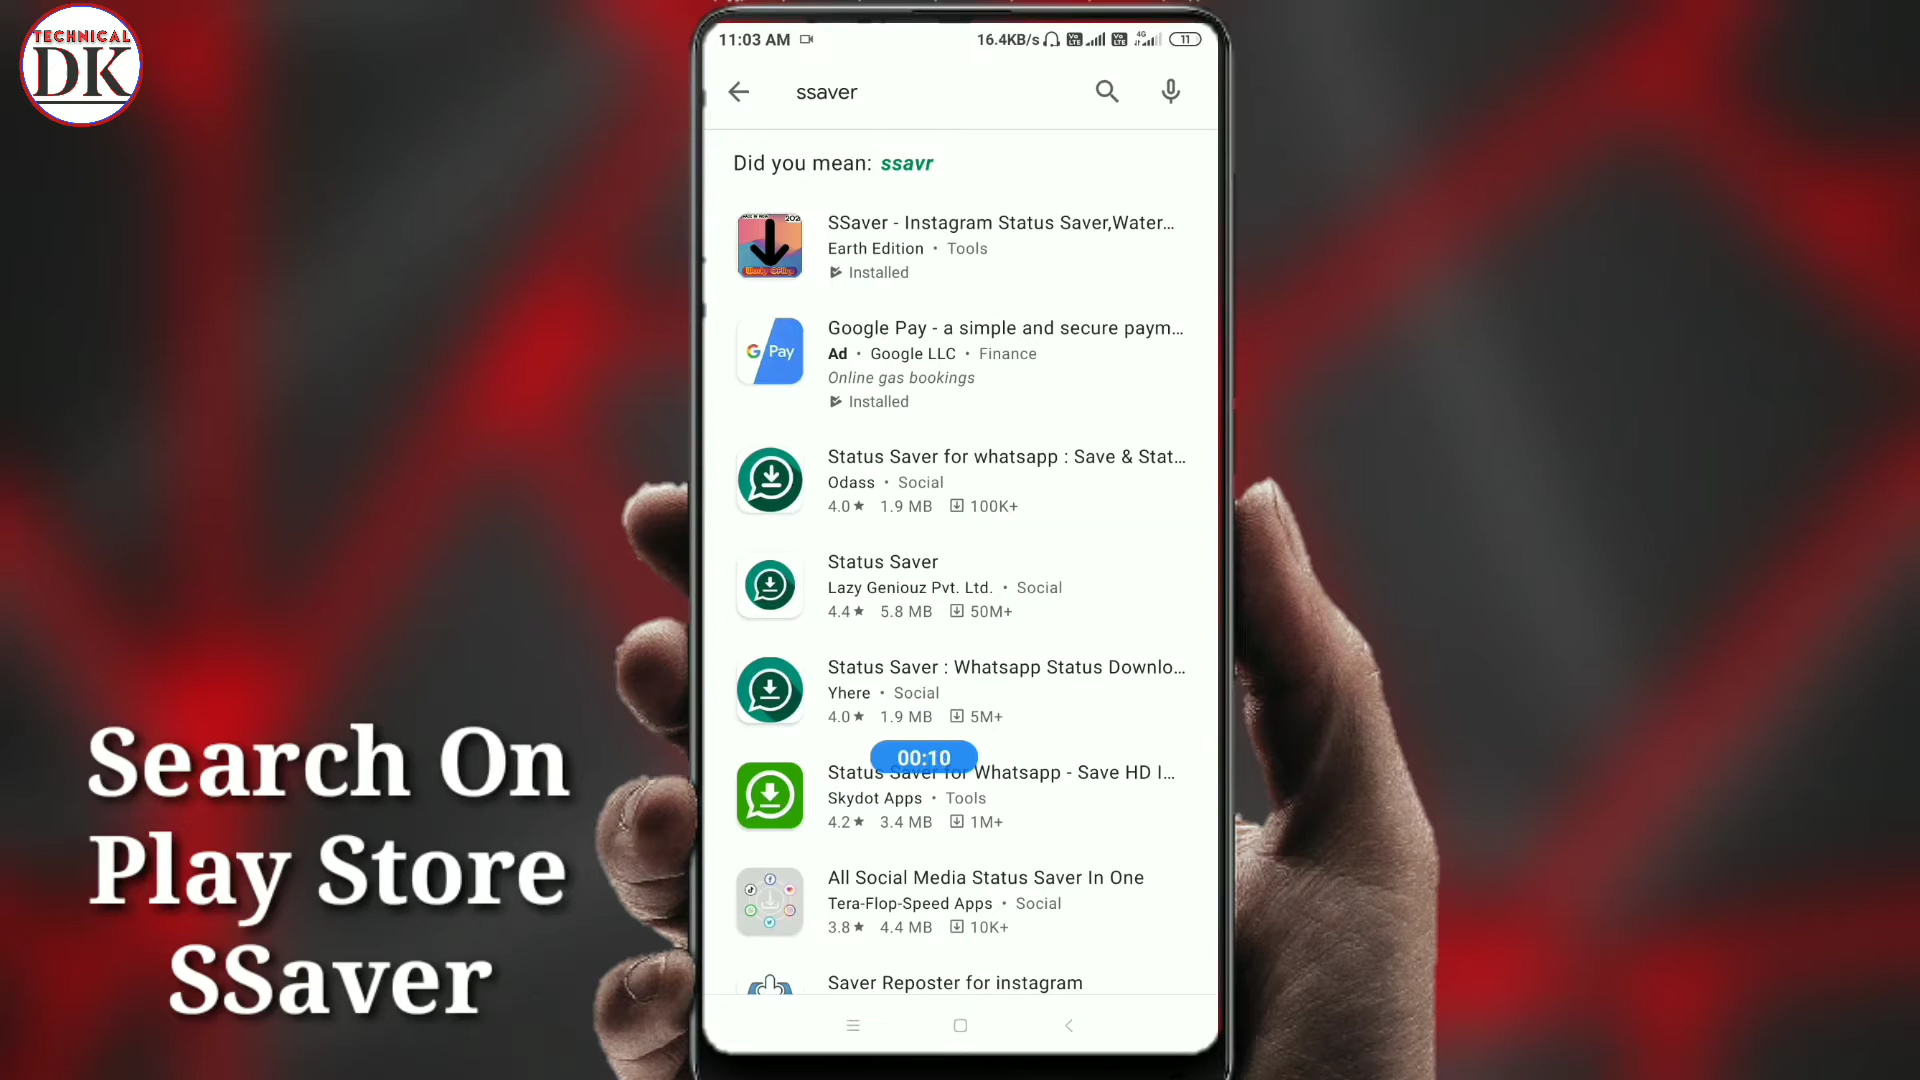 TECHNICAL
DK
11:03 AM 16.4KB/s 4G 11
ssaver
Did you mean: ssavr
SSaver - Instagram Status Saver,Water...
Earth Edition • Tools
Installed
Google Pay - a simple and secure paym...
G Pay
Ad • Google LLC • Finance
Online gas bookings
Installed
Status Saver for whatsapp : Save & Stat...
Odass • Social
4.0★ 1.9 MB 100K+
Status Saver
Lazy Geniouz Pvt. Ltd. • Social
4.4★ 5.8 MB 50M+
Status Saver : Whatsapp Status Downlo...
Yhere • Social
4.0★ 1.9 MB 5M+
00:10
Status Saver for Whatsapp - Save HD I...
Skydot Apps • Tools
4.2★ 3.4 MB 1M+
All Social Media Status Saver In One
Tera-Flop-Speed Apps • Social
3.8★ 4.4 MB 10K+
Saver Reposter for instagram
Search On
Play Store
SSaver